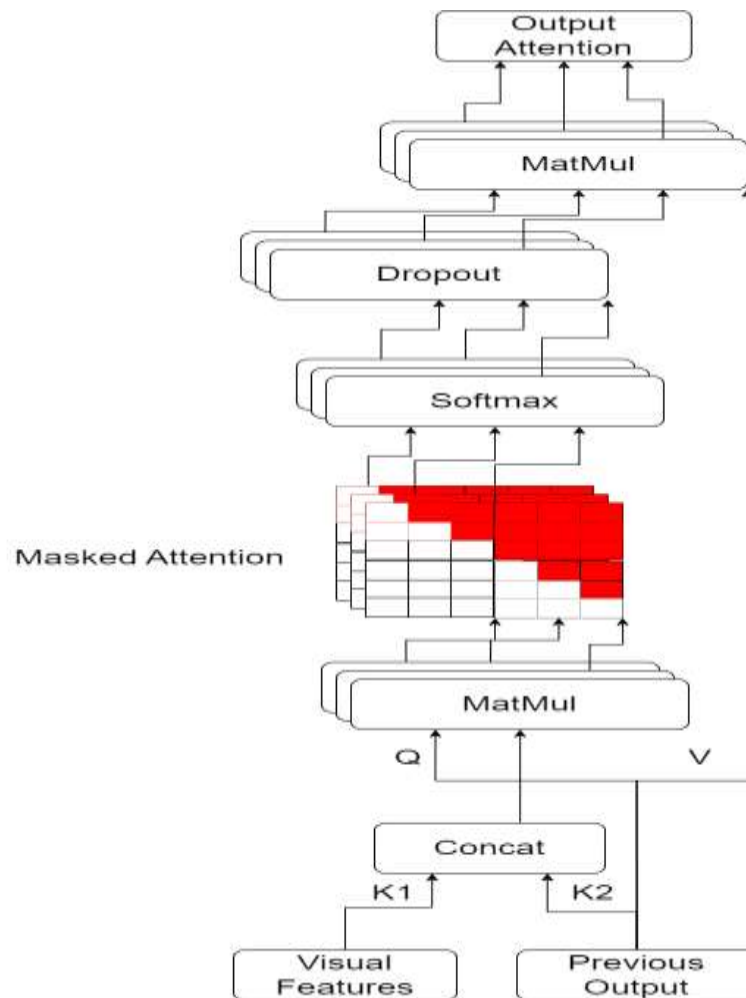 Output
Attention
MatMul
Dropout
Softmax
Masked Attention
MatMul
Q
V
Concat
K1
K2
Visual
Features
Previous
Output